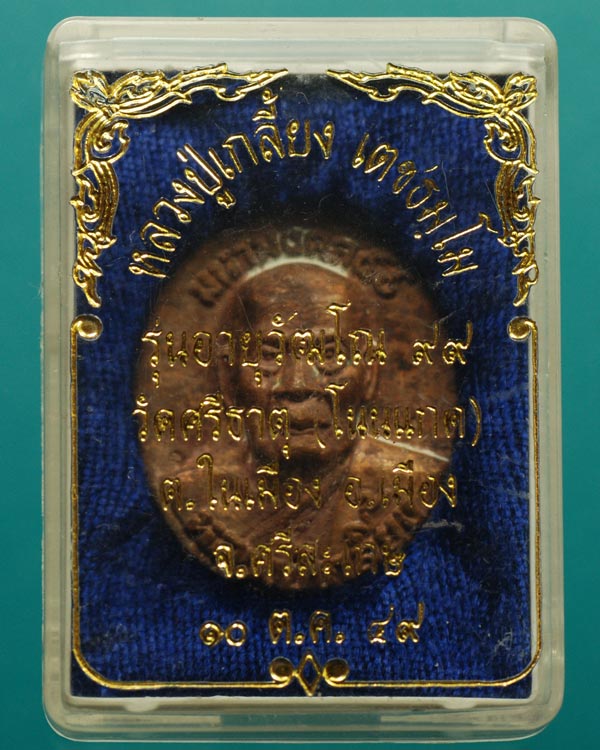 หลวงปู่เกลี้ยง เตชธมฺโม
รุ่นอายุวัฒโณ ๙๙
วัดศรีธาตุ (โนนแกด)
ต.ในเมือง อ.เมือง
จ.ศรีสะเกษ
๑๐ ต.ค. ๔๙